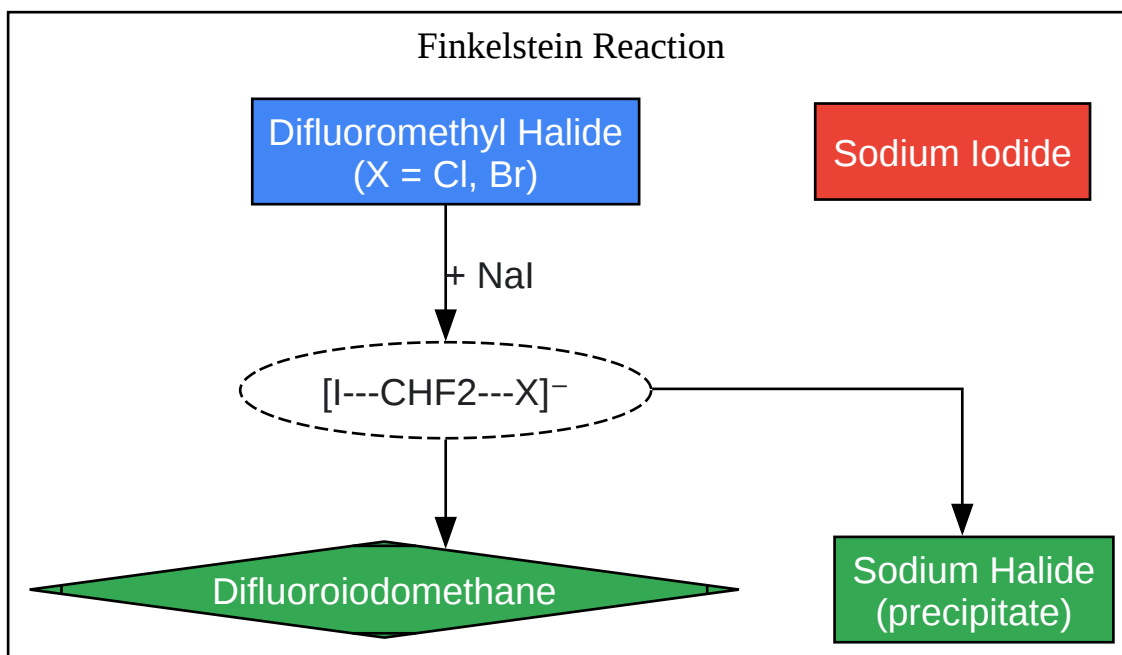 Finkelstein Reaction
Difluoromethyl Halide
(X = Cl, Br)
Sodium Iodide
+ NaI
[I---CHF2---X]⁻
Difluoroiodomethane
Sodium Halide
(precipitate)